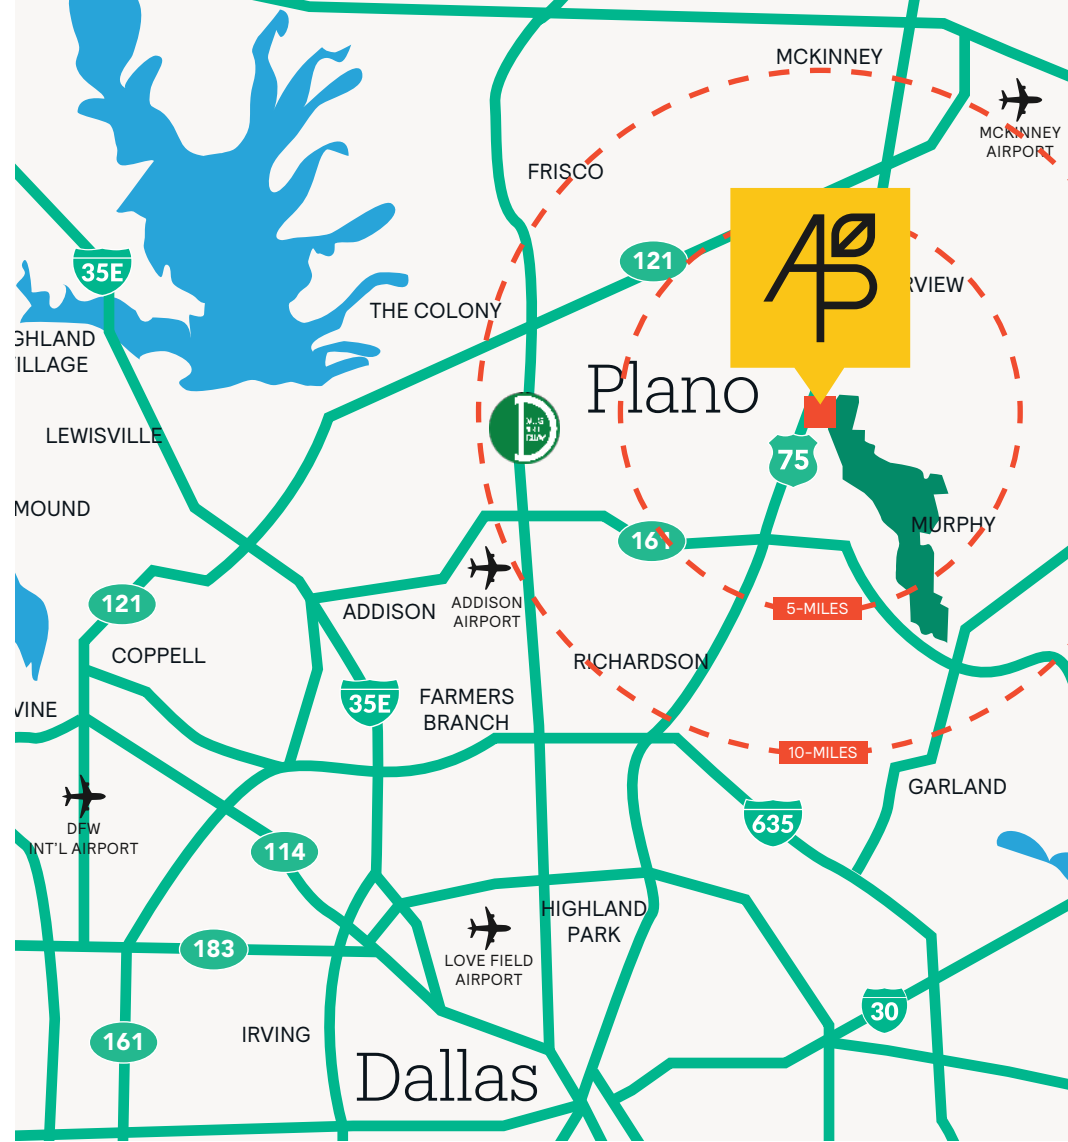 MCKINNEY
MCKINNEY
AIRPORT
FRISCO
35E
121
RVIEW
THE COLONY
GHLAND
ILLAGE
Plano
LEWISVILLE
75
MOUND
MURPHY
161
121
5-MILES
ADDISON
ADDISON
AIRPORT
COPPELL
RICHARDSON
35E
FARMERS
BRANCH
VINE
10-MILES
GARLAND
DFW
INT'L AIRPORT
635
114
HIGHLAND
PARK
183
LOVE FIELD
AIRPORT
30
161
IRVING
Dallas